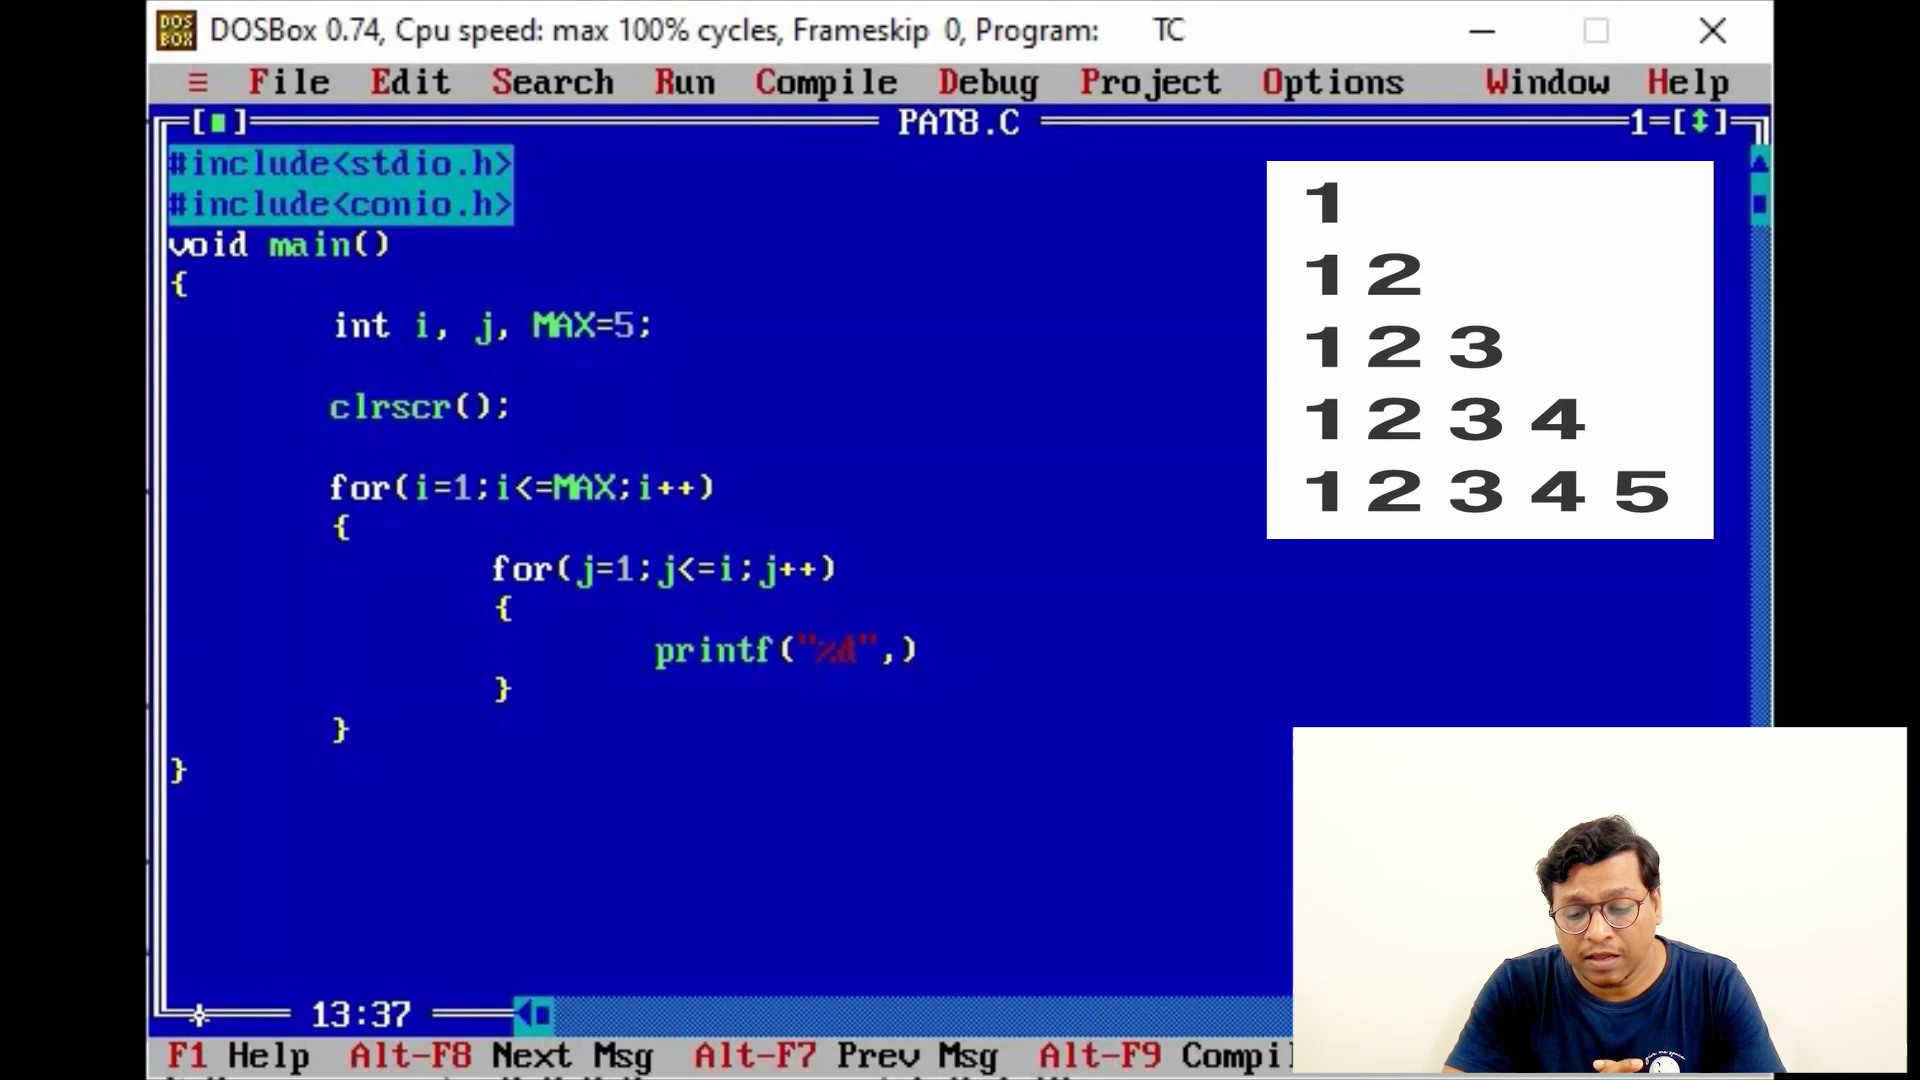 DOS BOX DOSBox 0.74, Cpu speed: max 100% cycles, Frameskip 0, Program: TC
≡ File Edit Search Run Compile Debug Project Options Window Help
[■] PAT8.C 1=[↕]
#include<stdio.h>
#include<conio.h>
void main()
{
int i, j, MAX=5;
clrscr();
for(i=1;i<=MAX;i++)
{
for(j=1;j<=i;j++)
{
printf("%d",)
}
}
}
1
1 2
1 2 3
1 2 3 4
1 2 3 4 5
13:37
F1 Help Alt-F8 Next Msg Alt-F7 Prev Msg Alt-F9 Compil